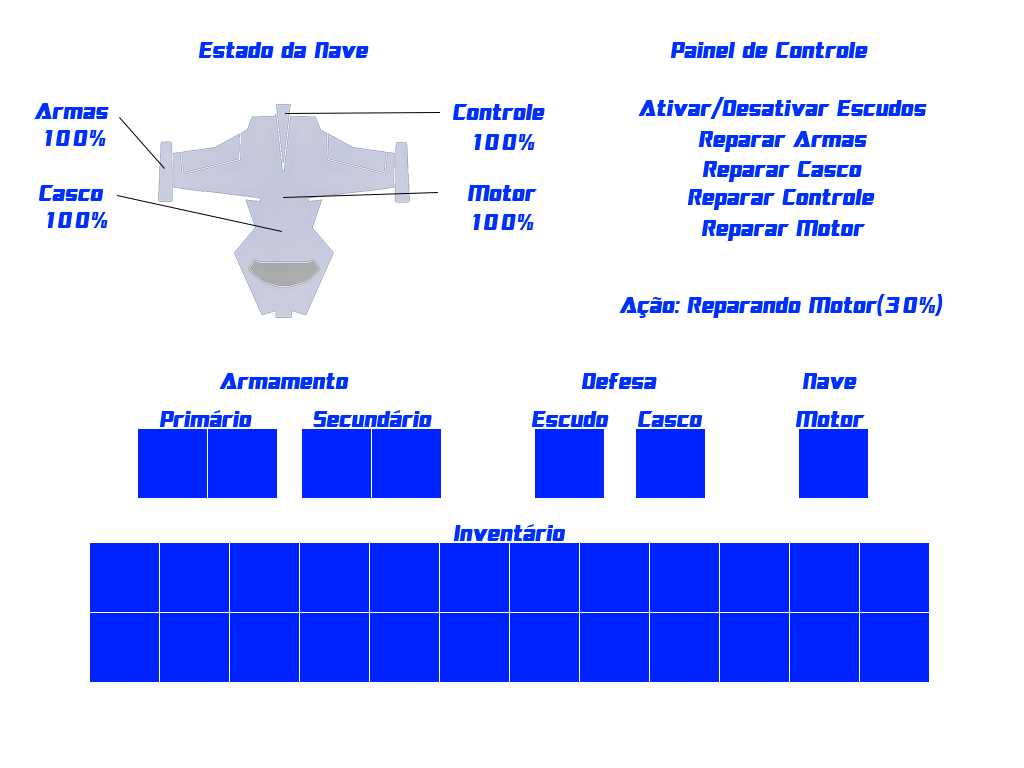 Estado da Nave
Painel de Controle
Armas
100%
Controle
100%
Casco
100%
Motor
100%
Ativar/Desativar Escudos
Reparar Armas
Reparar Casco
Reparar Controle
Reparar Motor
Ação: Reparando Motor(30%)
Armamento
Defesa
Nave
Primário
Secundário
Escudo
Casco
Motor
Inventário